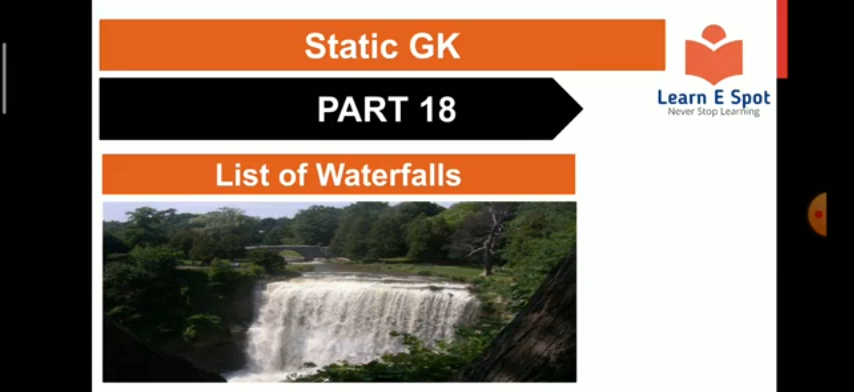 Static GK
PART 18
Learn E Spot
Never Stop Learning
List of Waterfalls